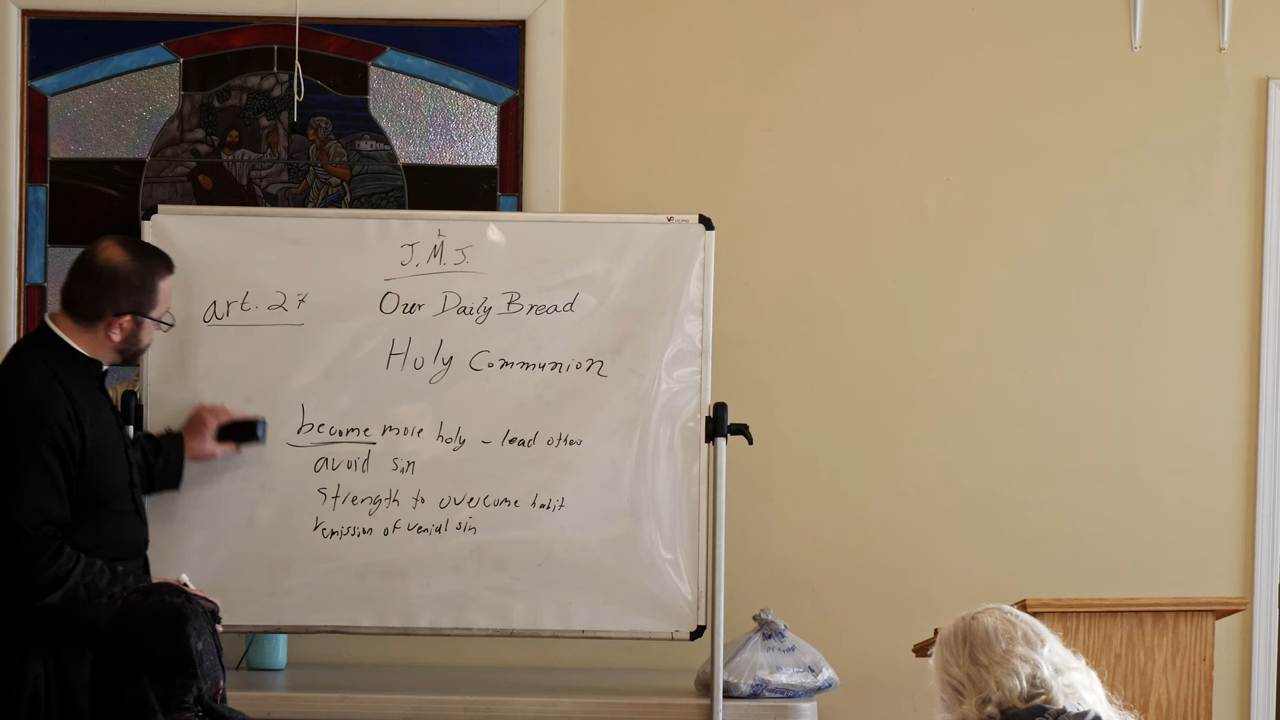 J.M.J.
art. 27 Our Daily Bread
Holy Communion
become more holy - lead others
avoid sin
strength to overcome habit
remission of venial sin